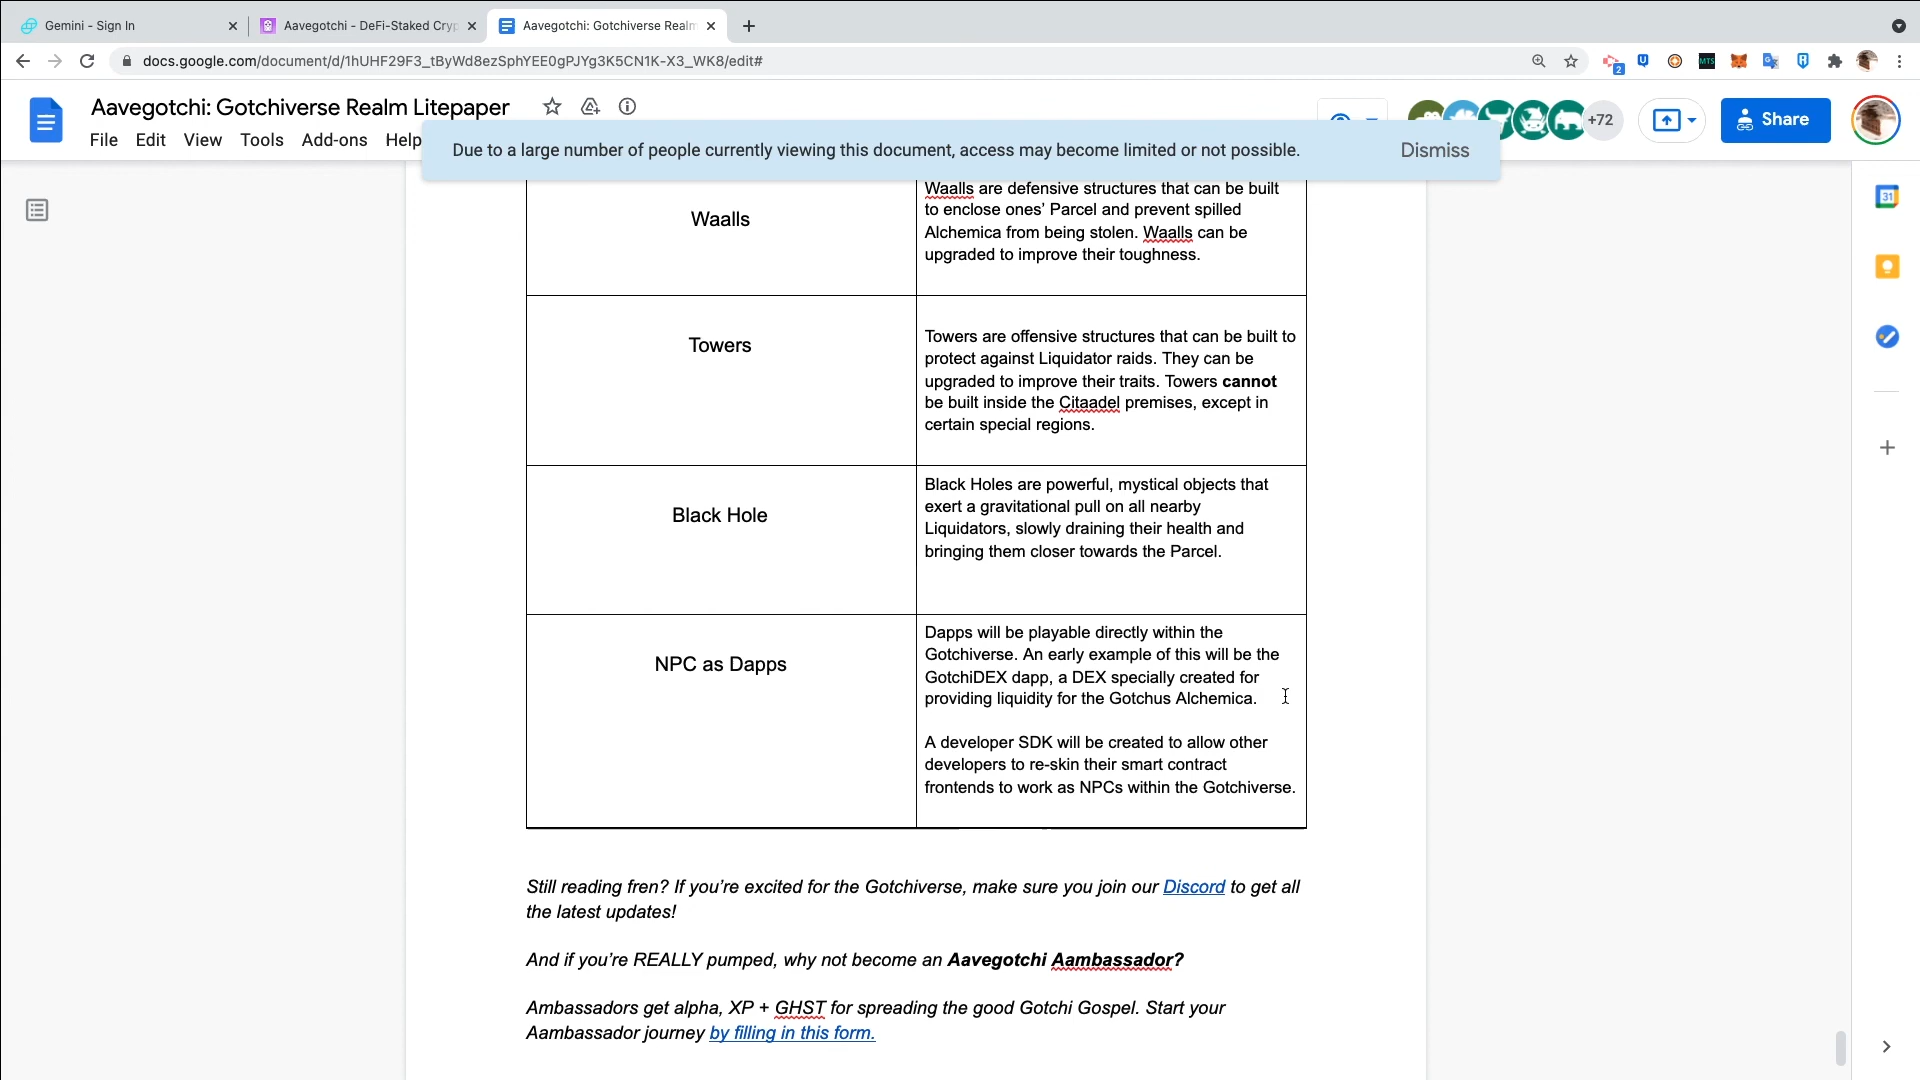 Gemini - Sign In
Aavegotchi - DeFi-Staked Cryp
Aavegotchi: Gotchiverse Realm
docs.google.com/document/d/1hUHF29F3_tByWd8ezSphYEE0gPJYg3K5CN1K-X3_WK8/edit#
2
MTS
Aavegotchi: Gotchiverse Realm Litepaper
File Edit View Tools Add-ons Help
+72
Share
Due to a large number of people currently viewing this document, access may become limited or not possible.
Dismiss
31
Waalls
Waalls are defensive structures that can be built
to enclose ones’ Parcel and prevent spilled
Alchemica from being stolen. Waalls can be
upgraded to improve their toughness.
Towers
Towers are offensive structures that can be built to
protect against Liquidator raids. They can be
upgraded to improve their traits. Towers cannot
be built inside the Citaadel premises, except in
certain special regions.
Black Hole
Black Holes are powerful, mystical objects that
exert a gravitational pull on all nearby
Liquidators, slowly draining their health and
bringing them closer towards the Parcel.
NPC as Dapps
Dapps will be playable directly within the
Gotchiverse. An early example of this will be the
GotchiDEX dapp, a DEX specially created for
providing liquidity for the Gotchus Alchemica.
A developer SDK will be created to allow other
developers to re-skin their smart contract
frontends to work as NPCs within the Gotchiverse.
Still reading fren? If you’re excited for the Gotchiverse, make sure you join our Discord to get all
the latest updates!
And if you’re REALLY pumped, why not become an Aavegotchi Aambassador?
Ambassadors get alpha, XP + GHST for spreading the good Gotchi Gospel. Start your
Aambassador journey by filling in this form.